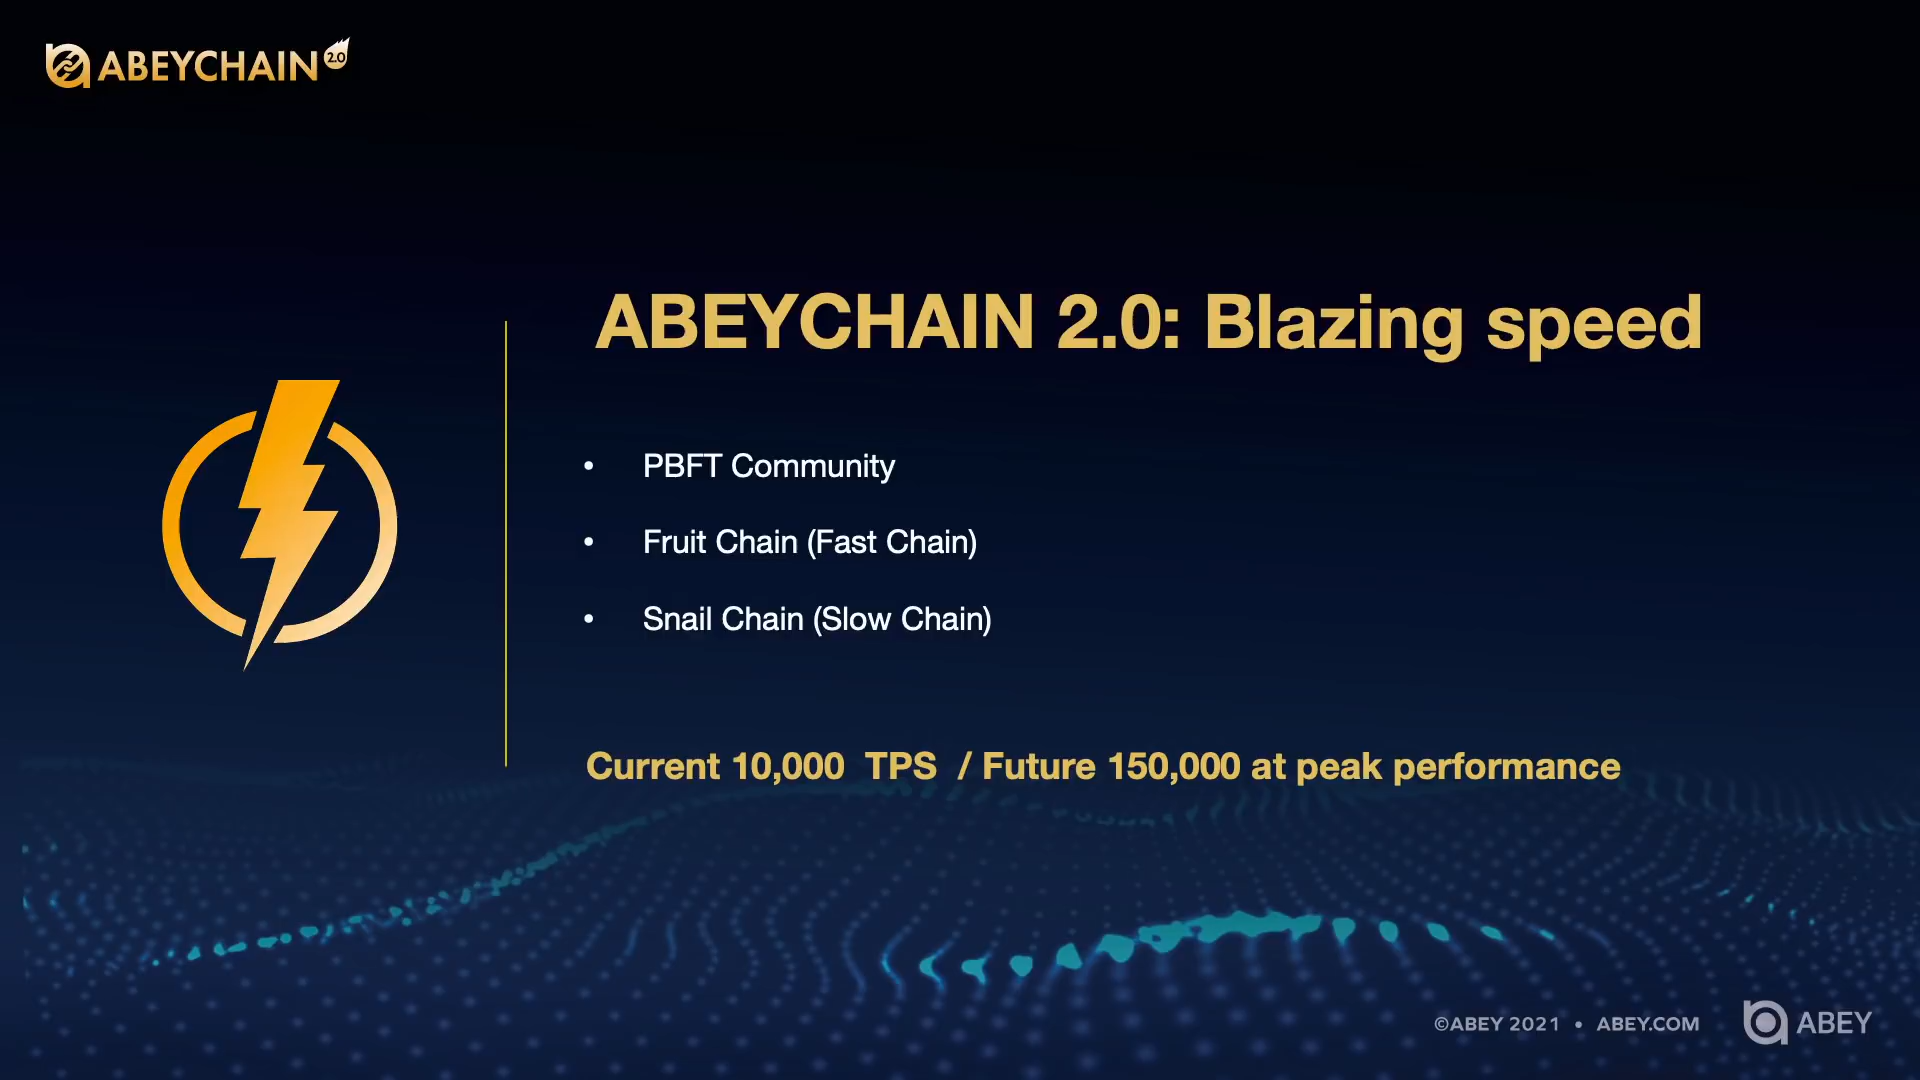 ABEYCHAIN 2.0
ABEYCHAIN 2.0: Blazing speed
• PBFT Community
• Fruit Chain (Fast Chain)
• Snail Chain (Slow Chain)
Current 10,000 TPS / Future 150,000 at peak performance
©ABEY 2021 • ABEY.COM ABEY